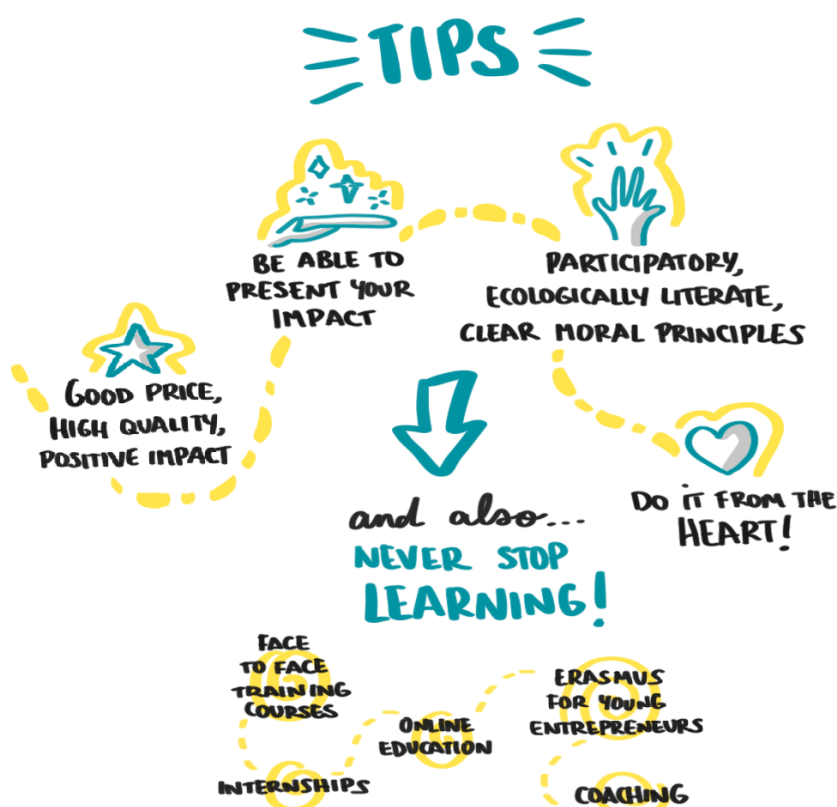 TIPS
BE ABLE TO
PRESENT YOUR
IMPACT
PARTICIPATORY,
ECOLOGICALLY LITERATE,
CLEAR MORAL PRINCIPLES
GOOD PRICE,
HIGH QUALITY,
POSITIVE IMPACT
DO IT FROM THE
HEART!
and also...
NEVER STOP
LEARNING!
FACE
TO FACE
TRAINING
COURSES
INTERNSHIPS
ONLINE
EDUCATION
ERASMUS
FOR YOUNG
ENTREPRENEURS
COACHING